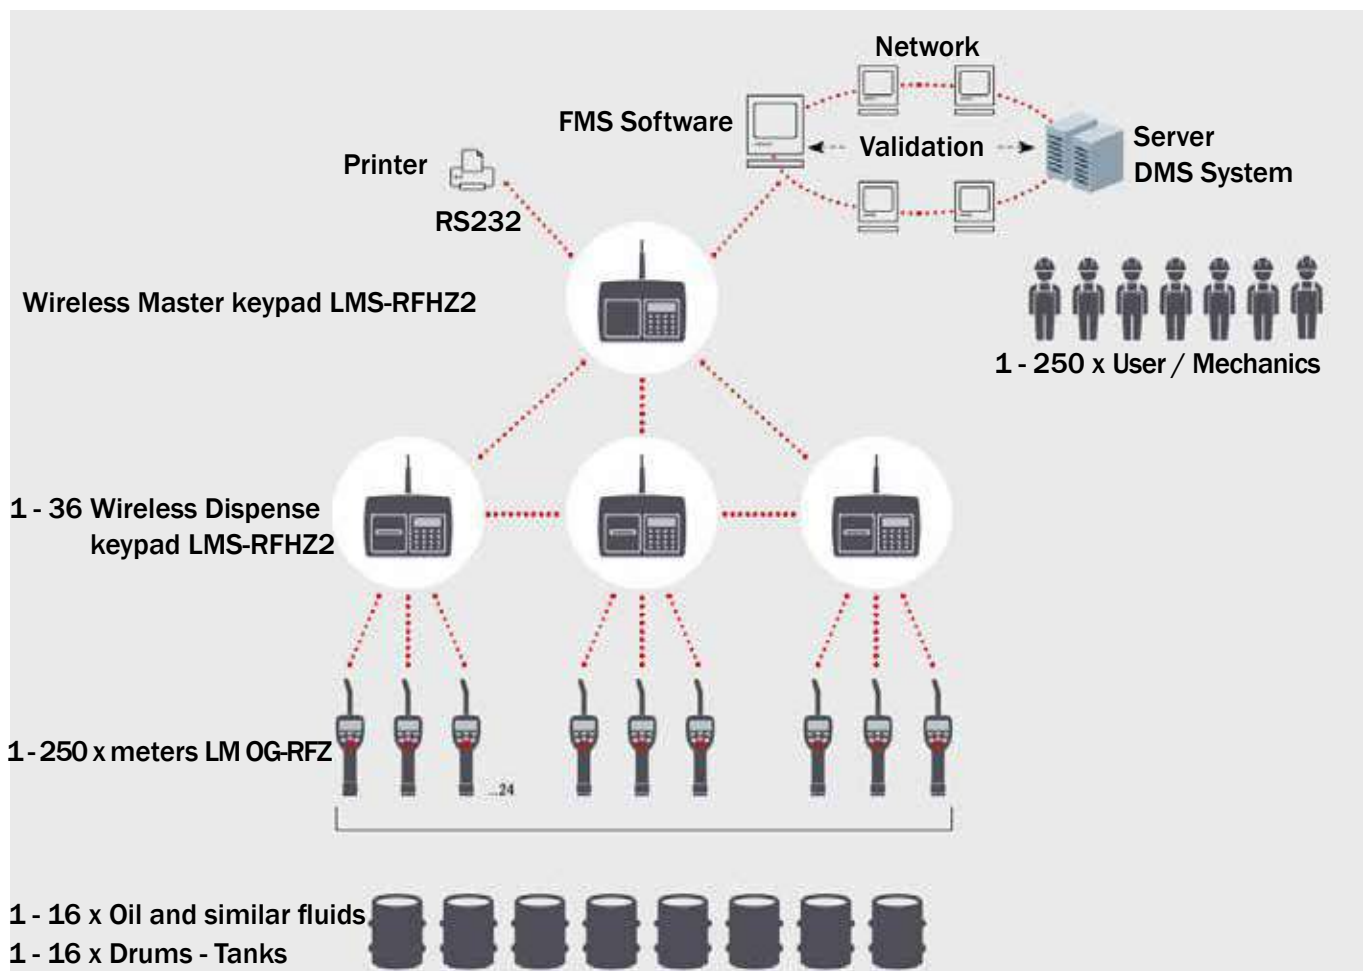 Network
FMS Software
Validation
Server
DMS System
Printer
RS232
Wireless Master keypad LMS-RFHZ2
1 - 250 x User / Mechanics
1 - 36 Wireless Dispense
keypad LMS-RFHZ2
1 - 250 x meters LM OG-RFZ
...24
1 - 16 x Oil and similar fluids
1 - 16 x Drums - Tanks